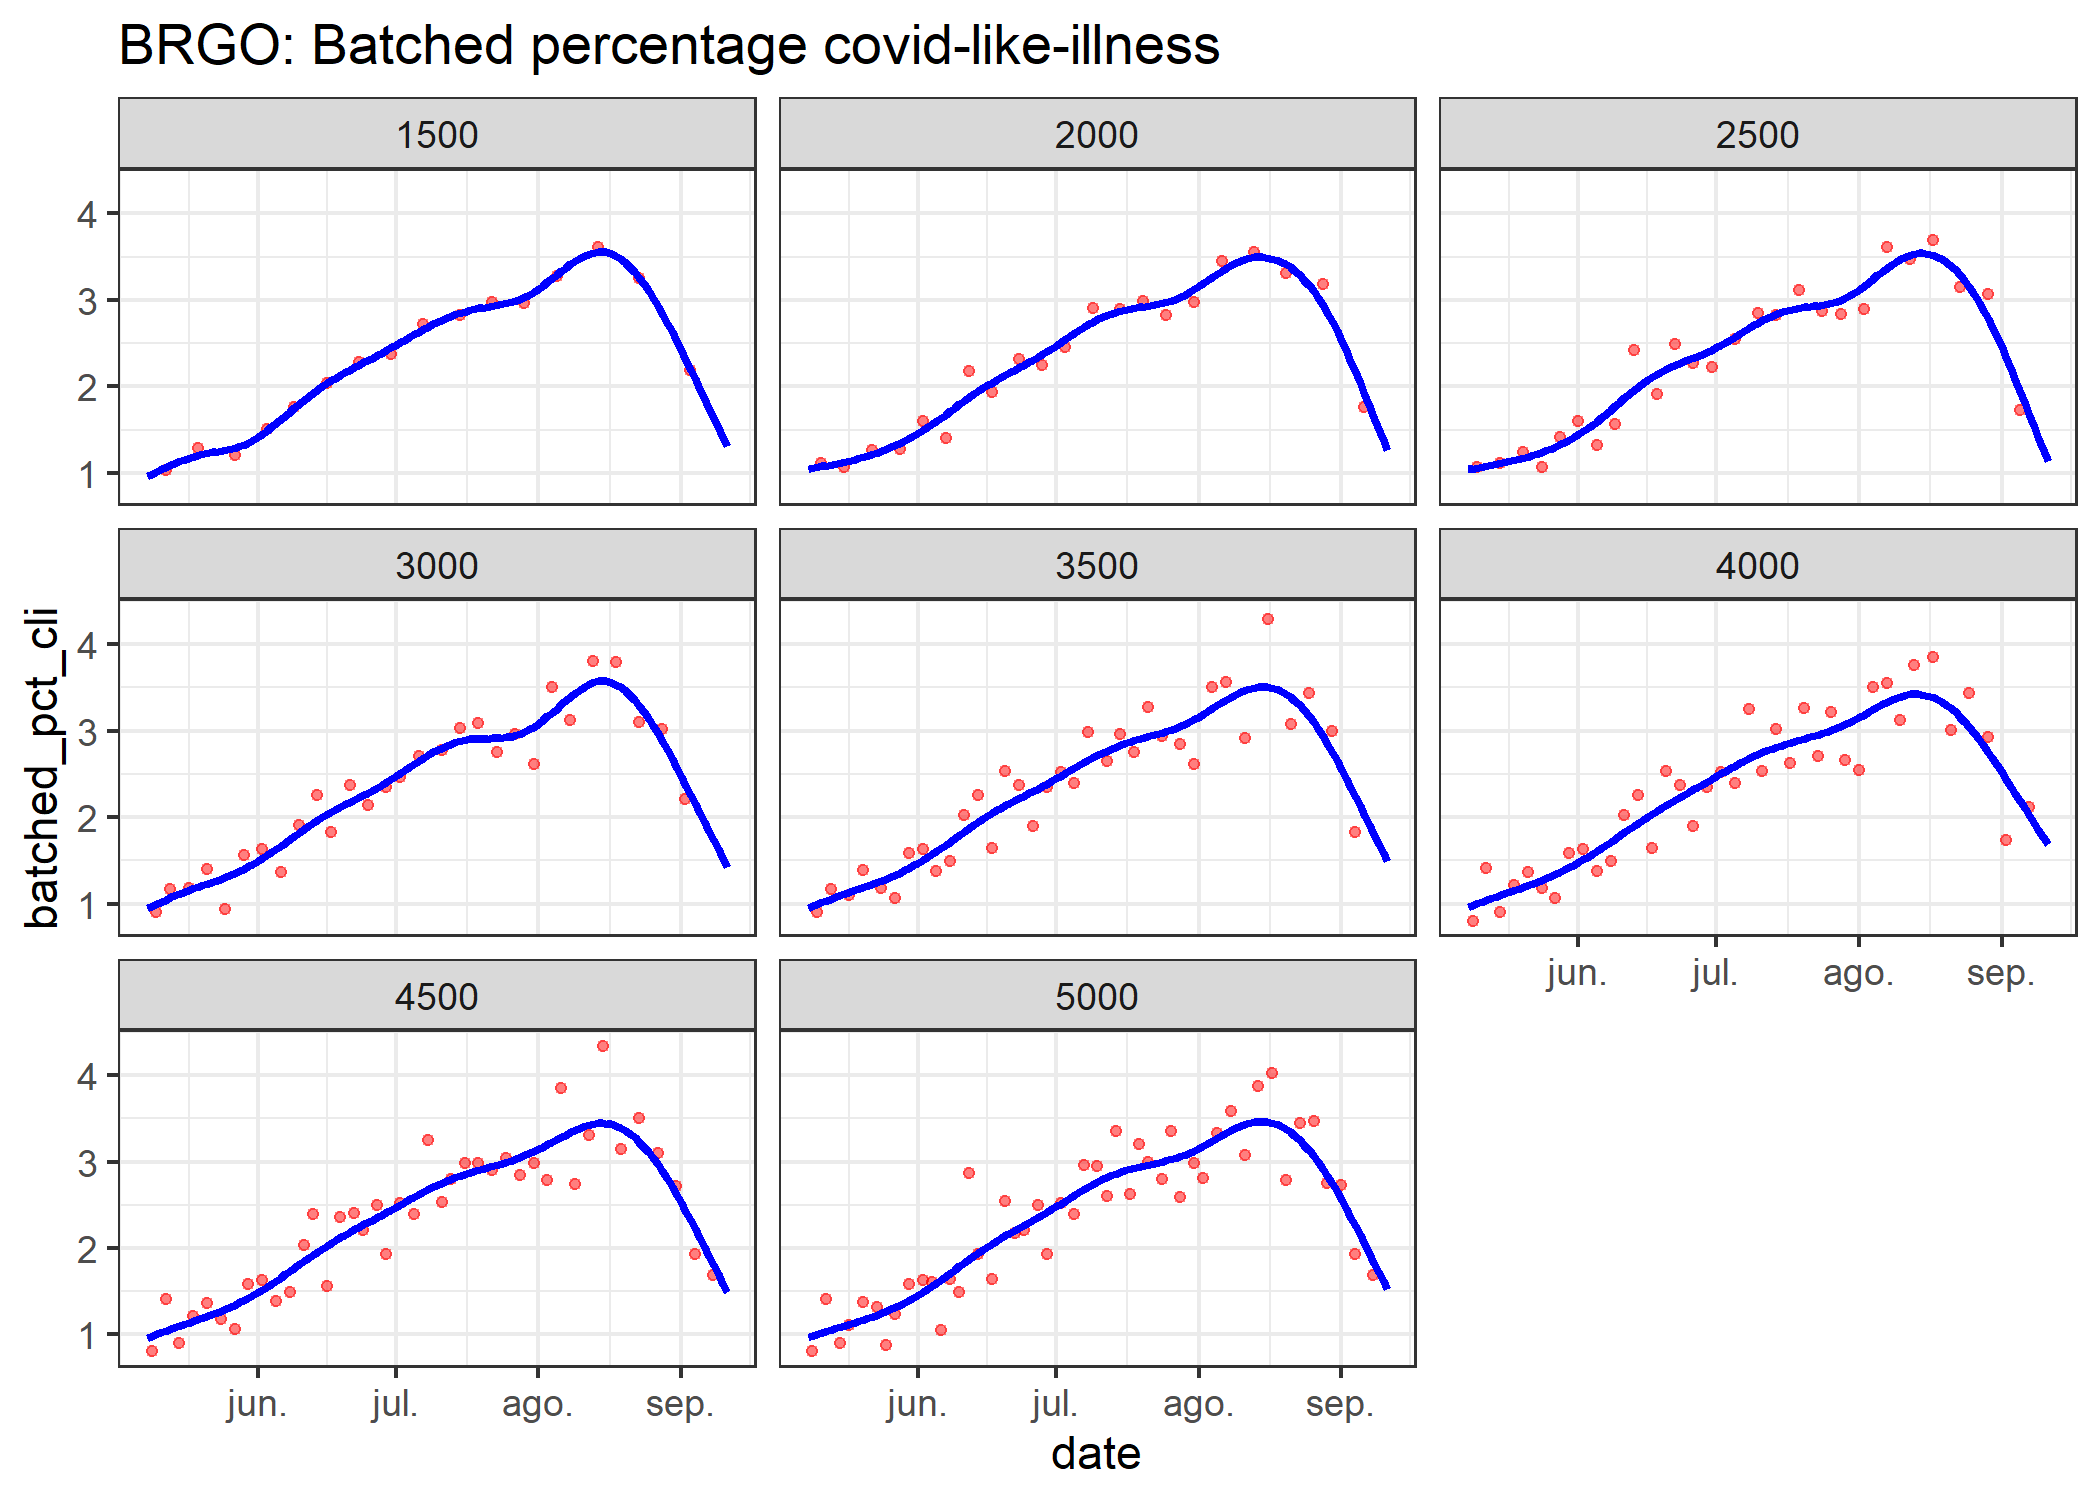 BRGO: Batched percentage covid-like-illness
1500
2000
2500
4
3
2
1
3000
3500
4000
4
3
2
1
batched_pct_cli
jun.
jul.
ago.
sep.
4500
5000
4
3
2
1
jun.
jul.
ago.
sep.
jun.
jul.
ago.
sep.
date